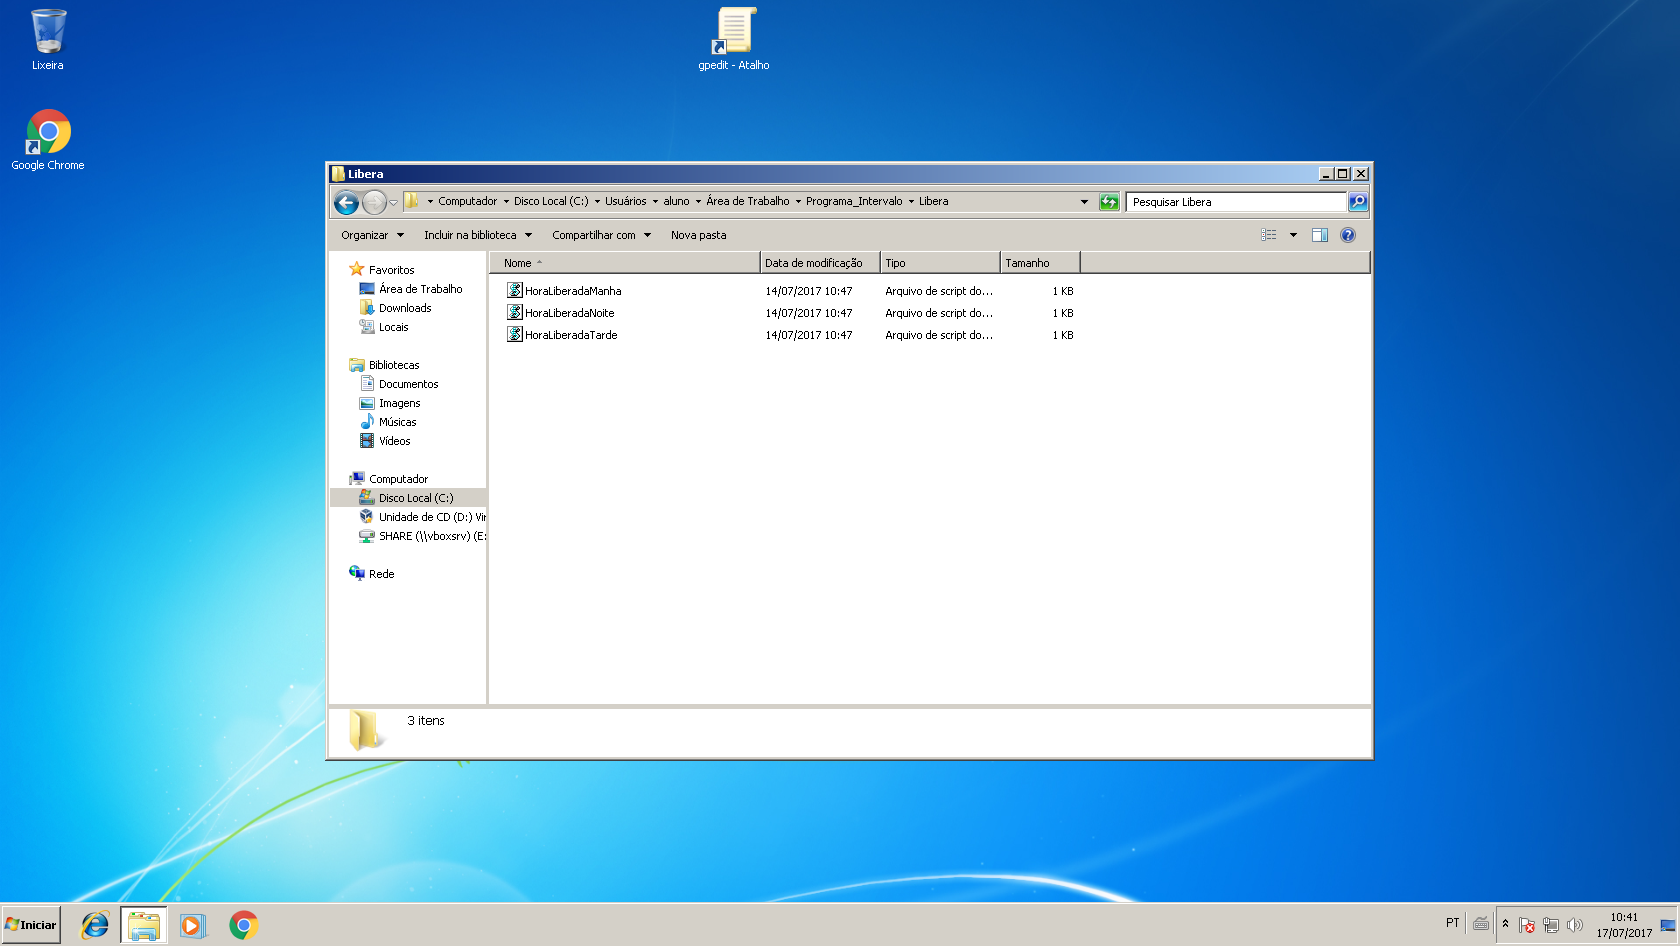 Lixeira
gpedit - Atalho
Google Chrome
Libera
Computador Disco Local (C:) Usuários aluno Área de Trabalho Programa_Intervalo Libera
Pesquisar Libera
Organizar Incluir na biblioteca Compartilhar com Nova pasta
Nome Data de modificação Tipo Tamanho
HoraLiberadaManha 14/07/2017 10:47 Arquivo de script do... 1 KB
HoraLiberadaNoite 14/07/2017 10:47 Arquivo de script do... 1 KB
HoraLiberadaTarde 14/07/2017 10:47 Arquivo de script do... 1 KB
Favoritos
Área de Trabalho
Downloads
Locais
Bibliotecas
Documentos
Imagens
Músicas
Vídeos
Computador
Disco Local (C:)
Unidade de CD (D:) Vir
SHARE (\\vboxsrv) (E:
Rede
3 itens
Iniciar
PT
10:41
17/07/2017